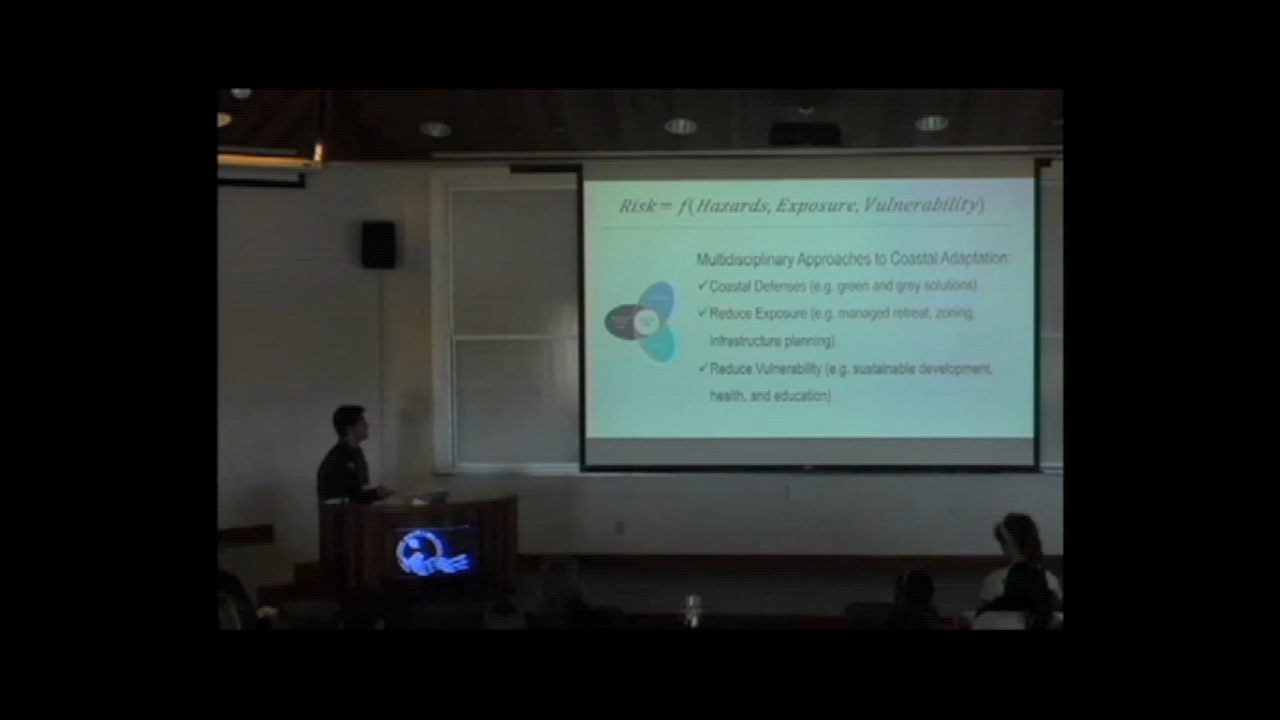 Risk = f(Hazards, Exposure, Vulnerability)
Multidisciplinary Approaches to Coastal Adaptation:
✓Coastal Defenses (e.g. green and grey solutions)
✓Reduce Exposure (e.g. managed retreat, zoning,
infrastructure planning)
✓Reduce Vulnerability (e.g. sustainable development,
health, and education)